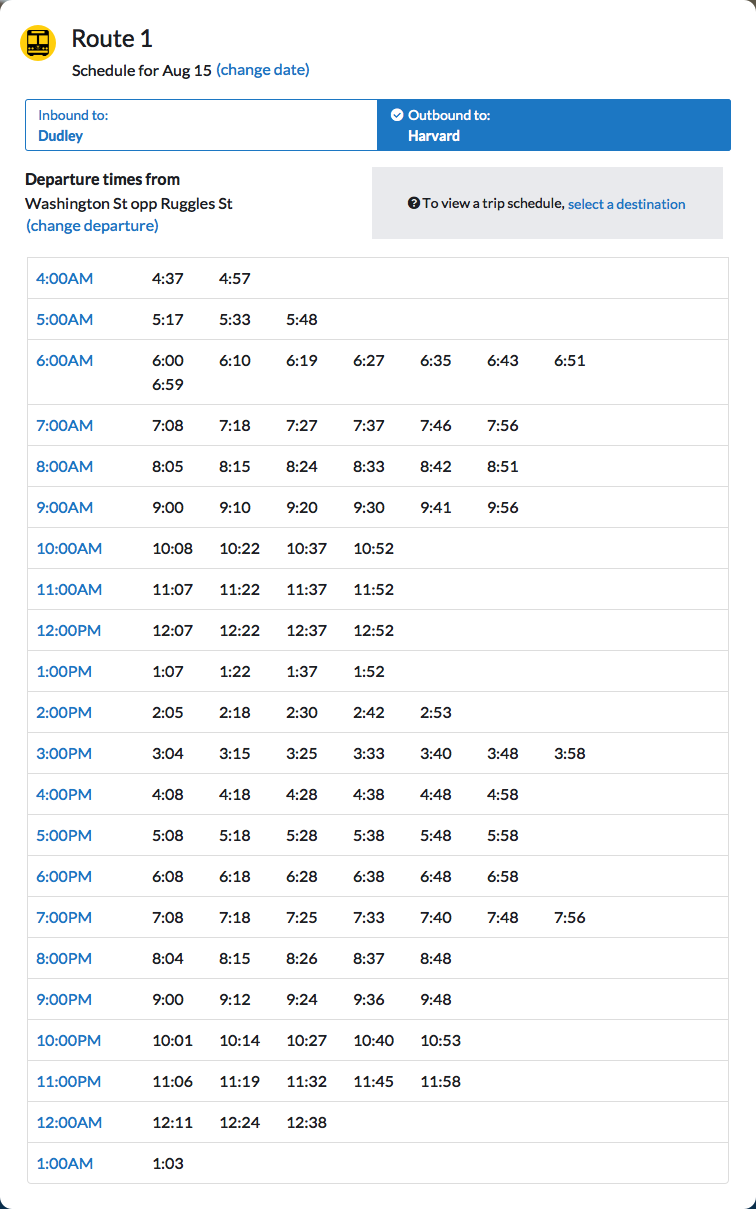 Route 1
Schedule for Aug 15 (change date)
Inbound to:
Dudley
Outbound to:
Harvard
Departure times from
Washington St opp Ruggles St
(change departure)
To view a trip schedule, select a destination
4:00AM 4:37 4:57
5:00AM 5:17 5:33 5:48
6:00AM 6:00 6:10 6:19 6:27 6:35 6:43 6:51
6:59
7:00AM 7:08 7:18 7:27 7:37 7:46 7:56
8:00AM 8:05 8:15 8:24 8:33 8:42 8:51
9:00AM 9:00 9:10 9:20 9:30 9:41 9:56
10:00AM 10:08 10:22 10:37 10:52
11:00AM 11:07 11:22 11:37 11:52
12:00PM 12:07 12:22 12:37 12:52
1:00PM 1:07 1:22 1:37 1:52
2:00PM 2:05 2:18 2:30 2:42 2:53
3:00PM 3:04 3:15 3:25 3:33 3:40 3:48 3:58
4:00PM 4:08 4:18 4:28 4:38 4:48 4:58
5:00PM 5:08 5:18 5:28 5:38 5:48 5:58
6:00PM 6:08 6:18 6:28 6:38 6:48 6:58
7:00PM 7:08 7:18 7:25 7:33 7:40 7:48 7:56
8:00PM 8:04 8:15 8:26 8:37 8:48
9:00PM 9:00 9:12 9:24 9:36 9:48
10:00PM 10:01 10:14 10:27 10:40 10:53
11:00PM 11:06 11:19 11:32 11:45 11:58
12:00AM 12:11 12:24 12:38
1:00AM 1:03